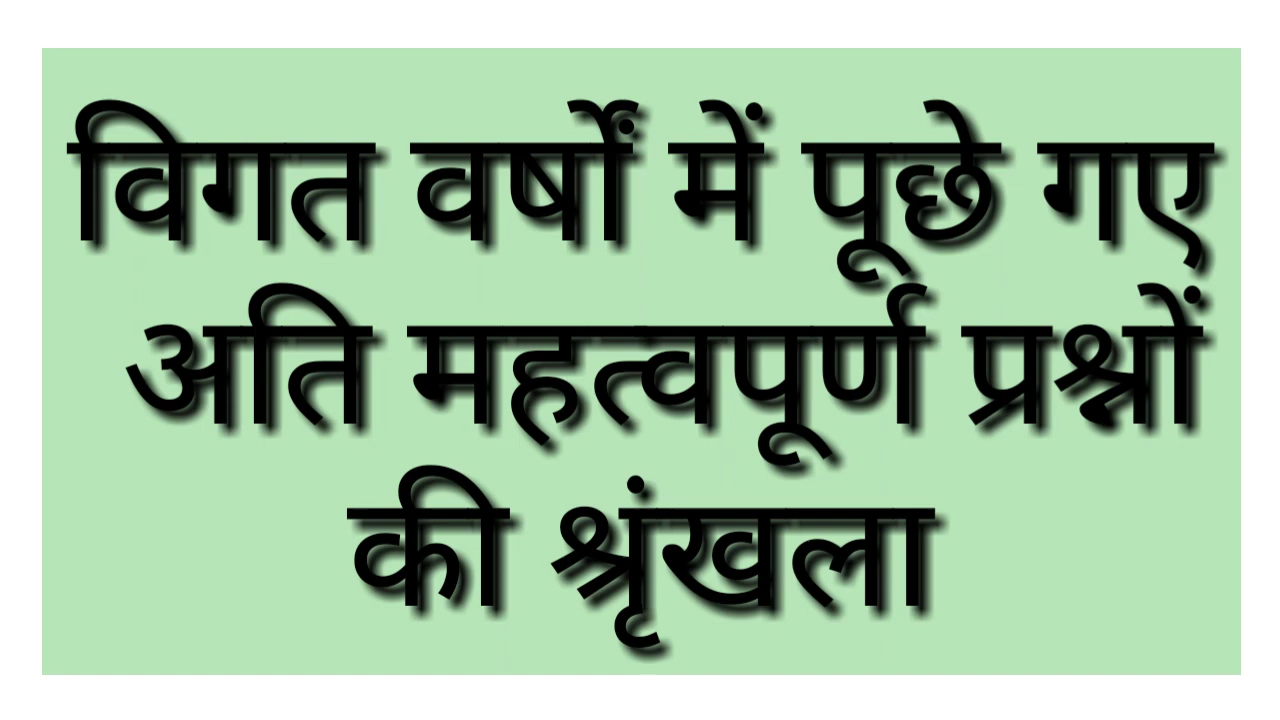 विगत वर्षों में पूछे गए
अति महत्वपूर्ण प्रश्नों
की श्रृंखला